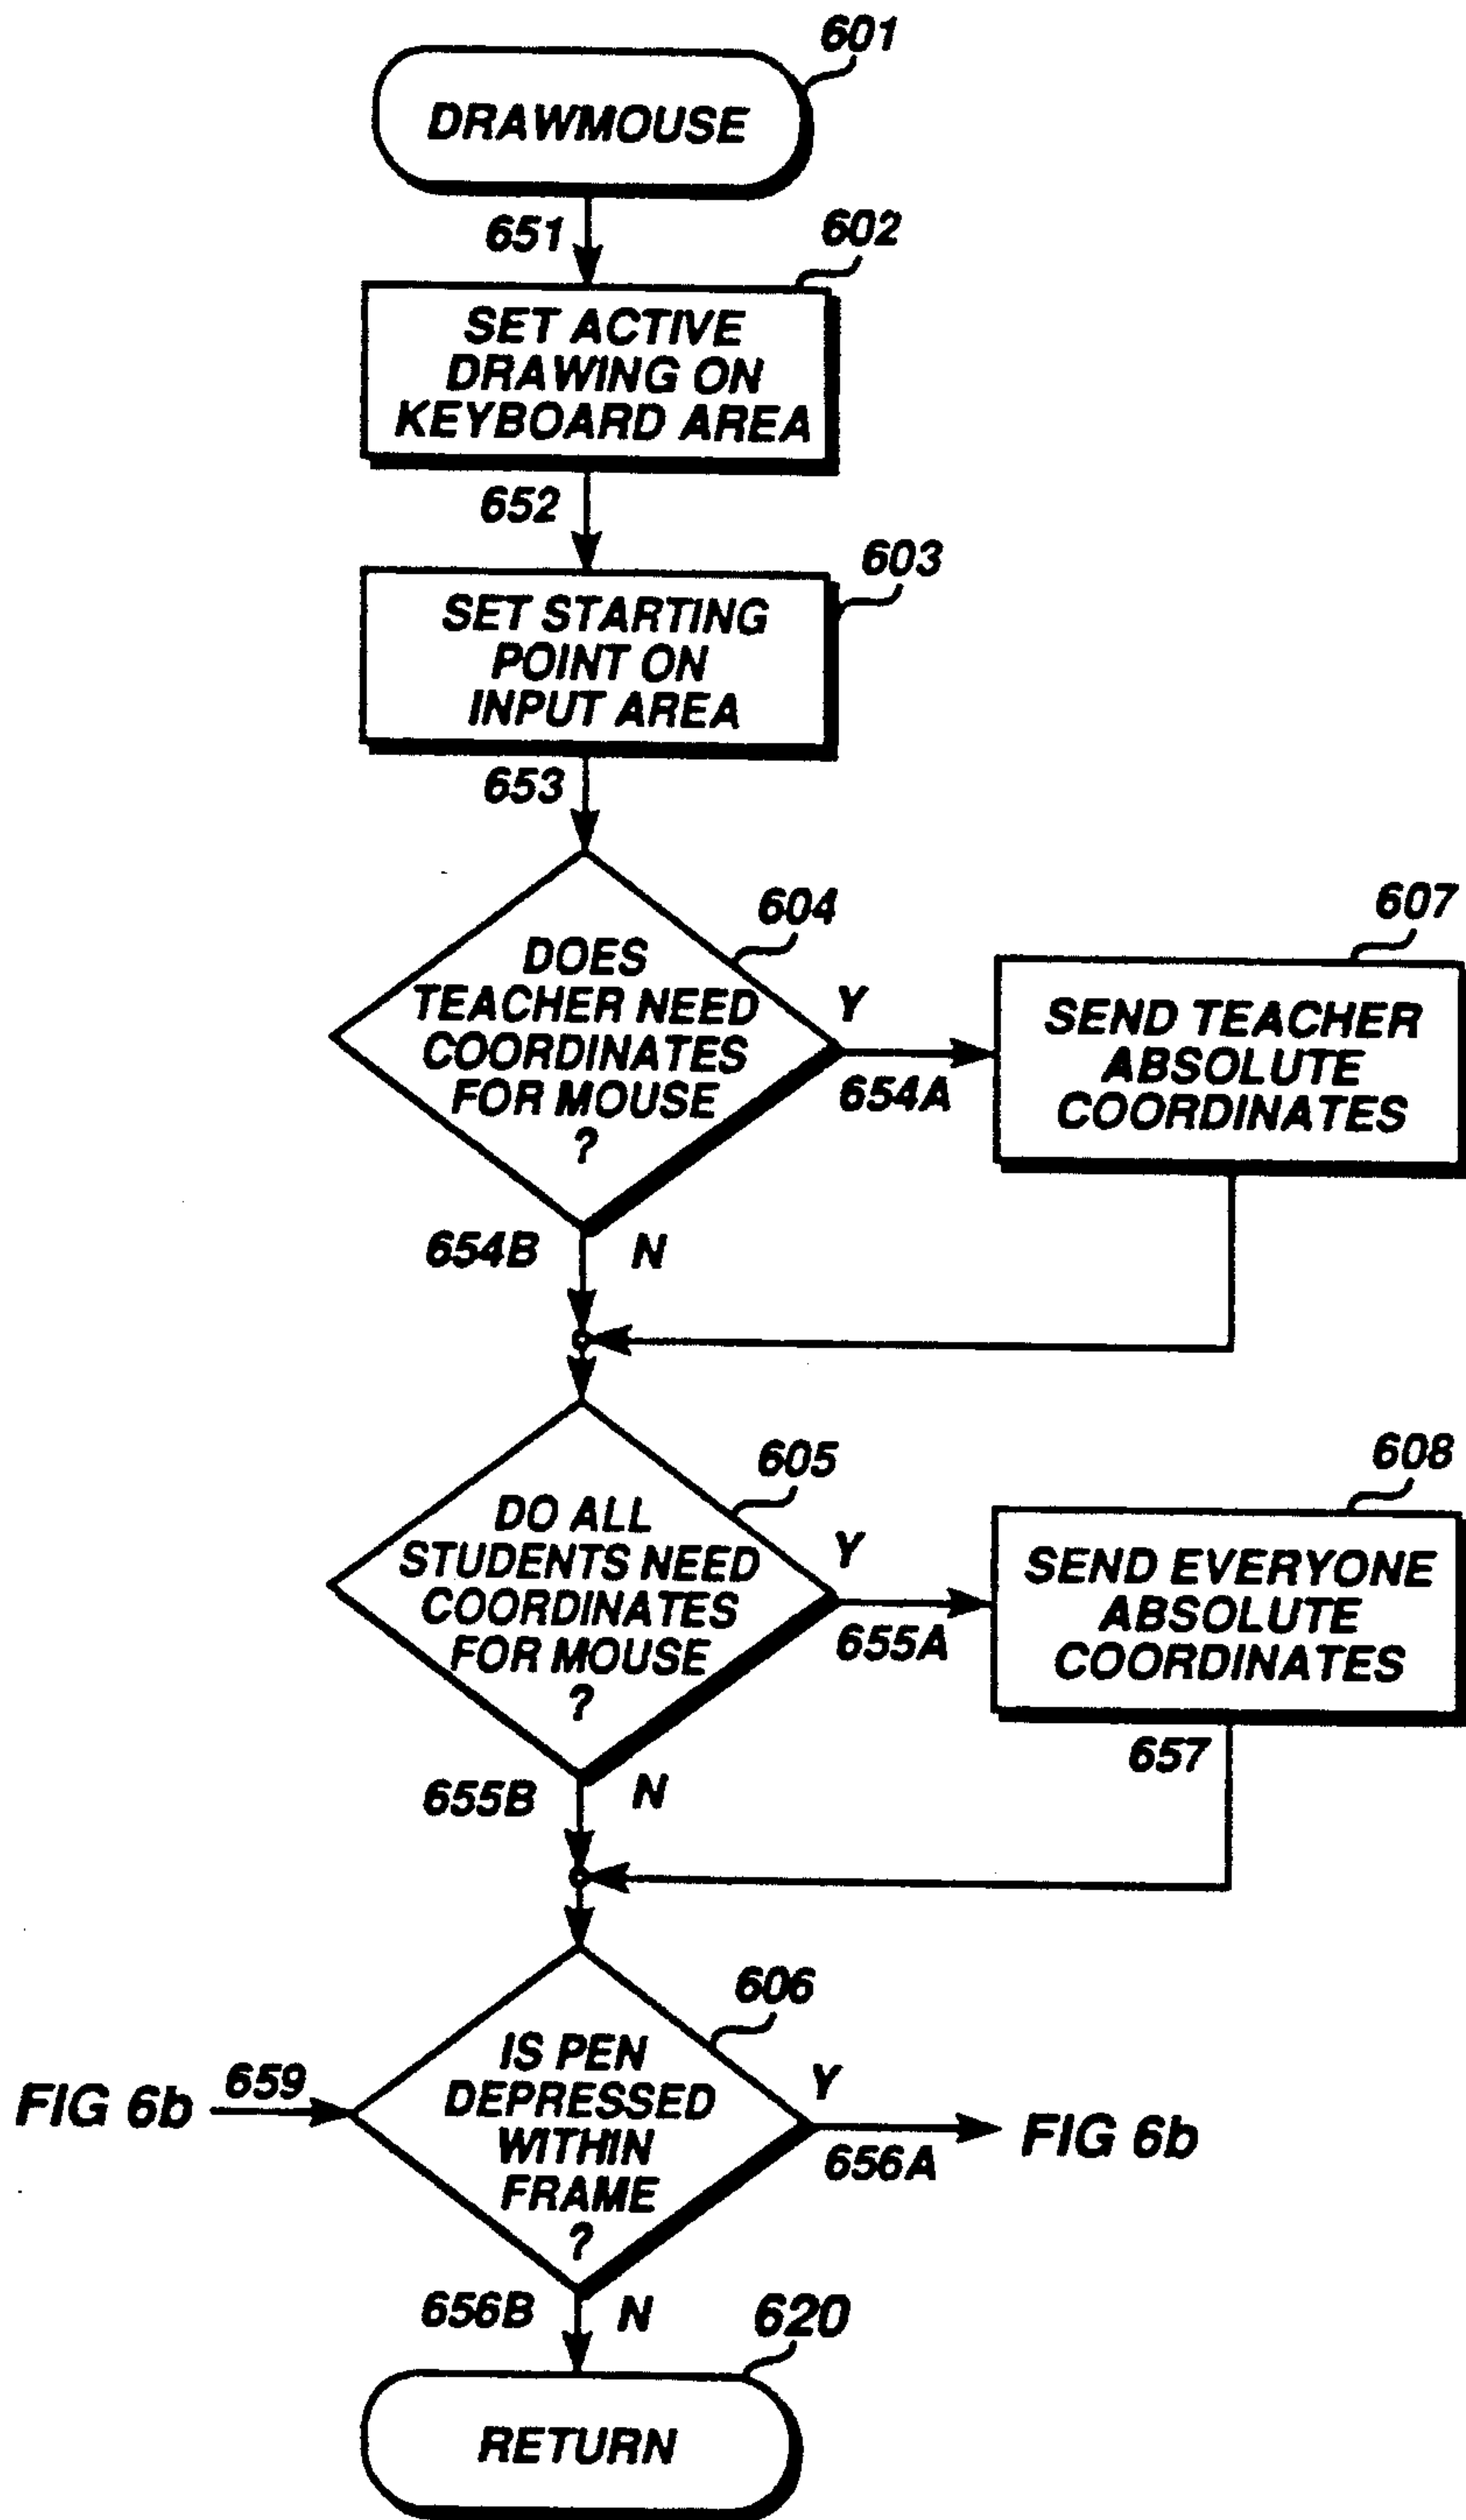 601
DRAWMOUSE
651
602
SET ACTIVE
DRAWING ON
KEYBOARD AREA
652
603
SET STARTING
POINT ON
INPUT AREA
653
604
DOES
TEACHER NEED
COORDINATES
FOR MOUSE
?
Y
654A
607
SEND TEACHER
ABSOLUTE
COORDINATES
654B
N
605
DO ALL
STUDENTS NEED
COORDINATES
FOR MOUSE
?
Y
655A
608
SEND EVERYONE
ABSOLUTE
COORDINATES
657
655B
N
606
IS PEN
DEPRESSED
WITHIN
FRAME
?
FIG 6b
659
Y
656A
FIG 6b
656B
N
620
RETURN